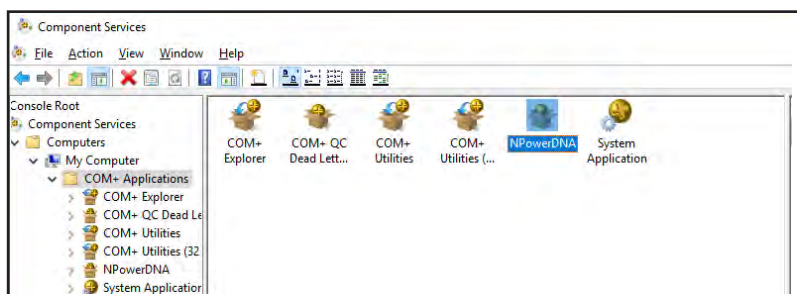 Component Services
File Action View Window Help
Console Root
Component Services
Computers
My Computer
COM+ Applications
COM+ Explorer
COM+ QC Dead Le
COM+ Utilities
COM+ Utilities (32
NPowerDNA
System Application
COM+ Explorer
COM+ QC Dead Lett...
COM+ Utilities
COM+ Utilities (...
NPowerDNA
System Application